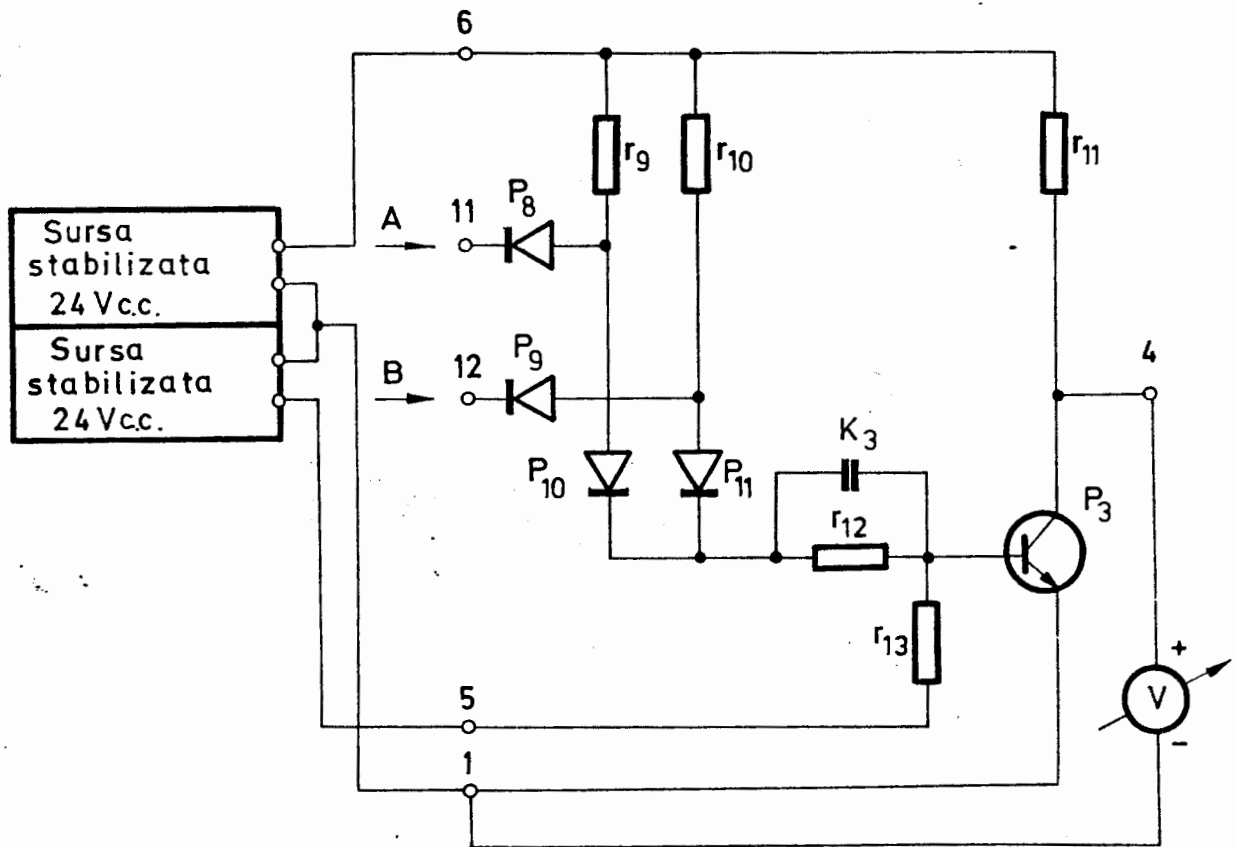 6
r9
r10
r11
Sursa
stabilizata
24 Vc.c.
Sursa
stabilizata
24 Vc.c.
A
11
P8
B
12
P9
4
P10
P11
K3
r12
P3
r13
5
1
+
V
−